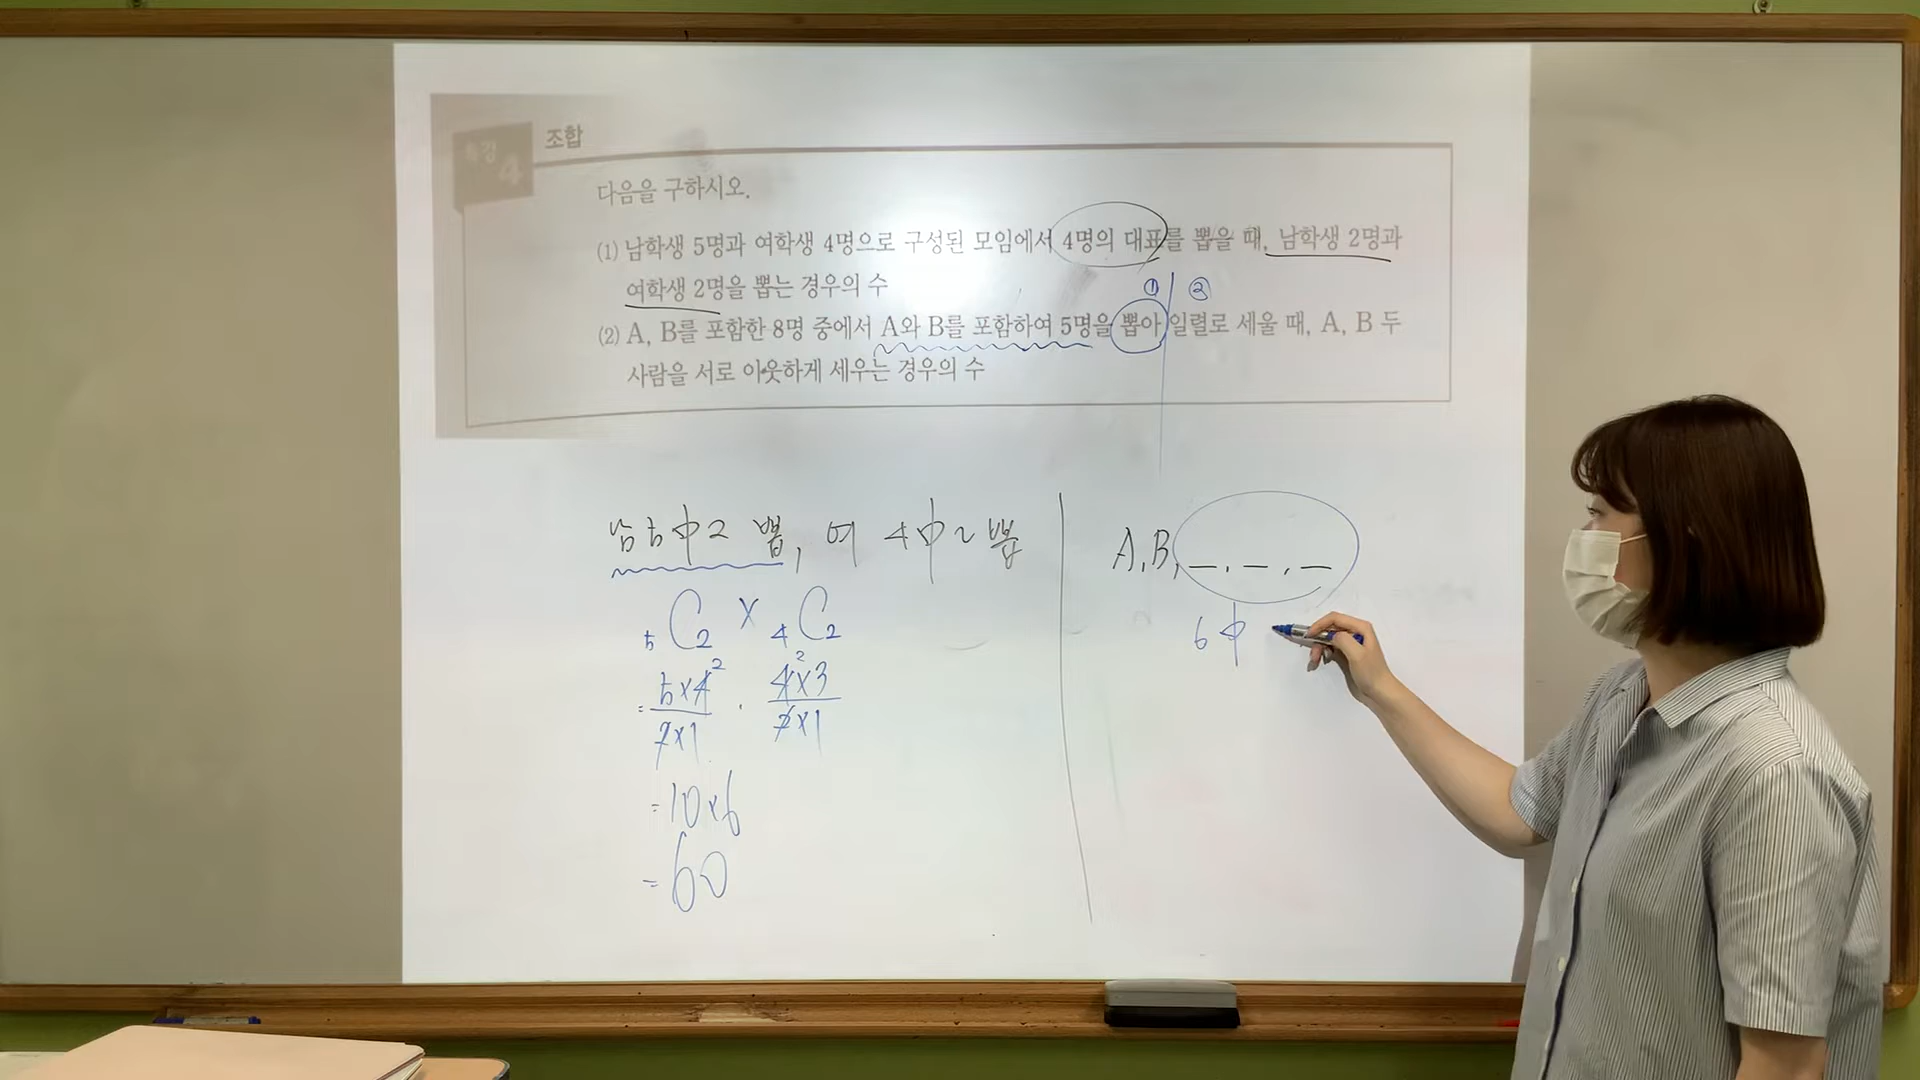 특강
4
조합
다음을 구하시오.
(1) 남학생 5명과 여학생 4명으로 구성된 모임에서 4명의 대표를 뽑을 때, 남학생 2명과
여학생 2명을 뽑는 경우의 수
① ②
(2) A, B를 포함한 8명 중에서 A와 B를 포함하여 5명을 뽑아 일렬로 세울 때, A, B 두
사람을 서로 이웃하게 세우는 경우의 수
남 5 中 2 뽑, 여 4 中 2 뽑
₅C₂ × ₄C₂
= 5×4² / 2×1 · 4²×3 / 2×1
= 10×6
= 60
A, B, _, _, _
6 中